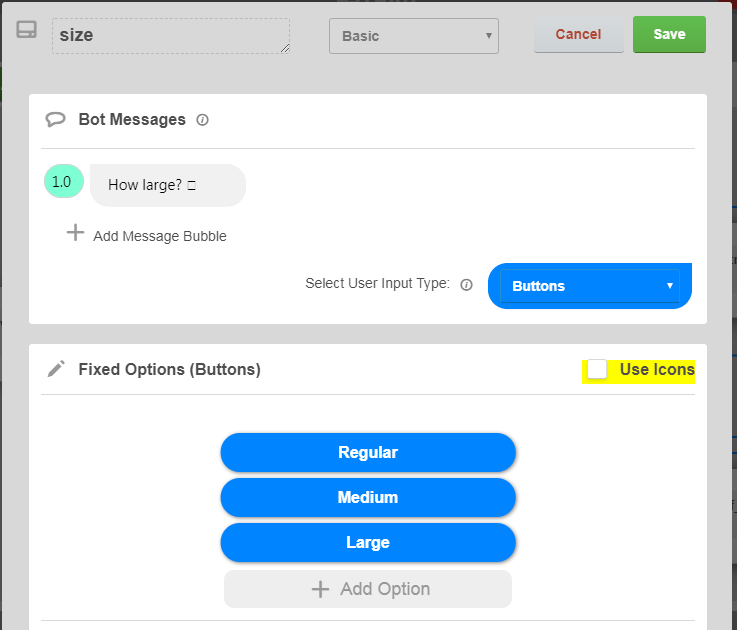 size
Basic
Cancel
Save
Bot Messages
1.0
How large?
Add Message Bubble
Select User Input Type:
Buttons
Fixed Options (Buttons)
Use Icons
Regular
Medium
Large
Add Option